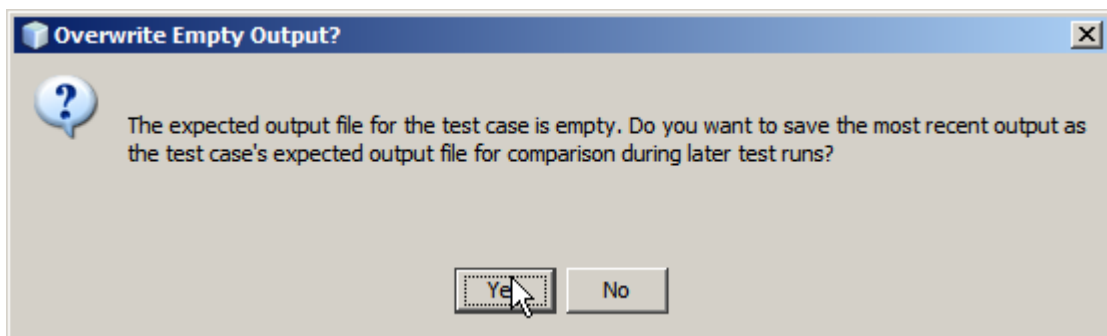 Overwrite Empty Output?
The expected output file for the test case is empty. Do you want to save the most recent output as
the test case's expected output file for comparison during later test runs?
Yes No